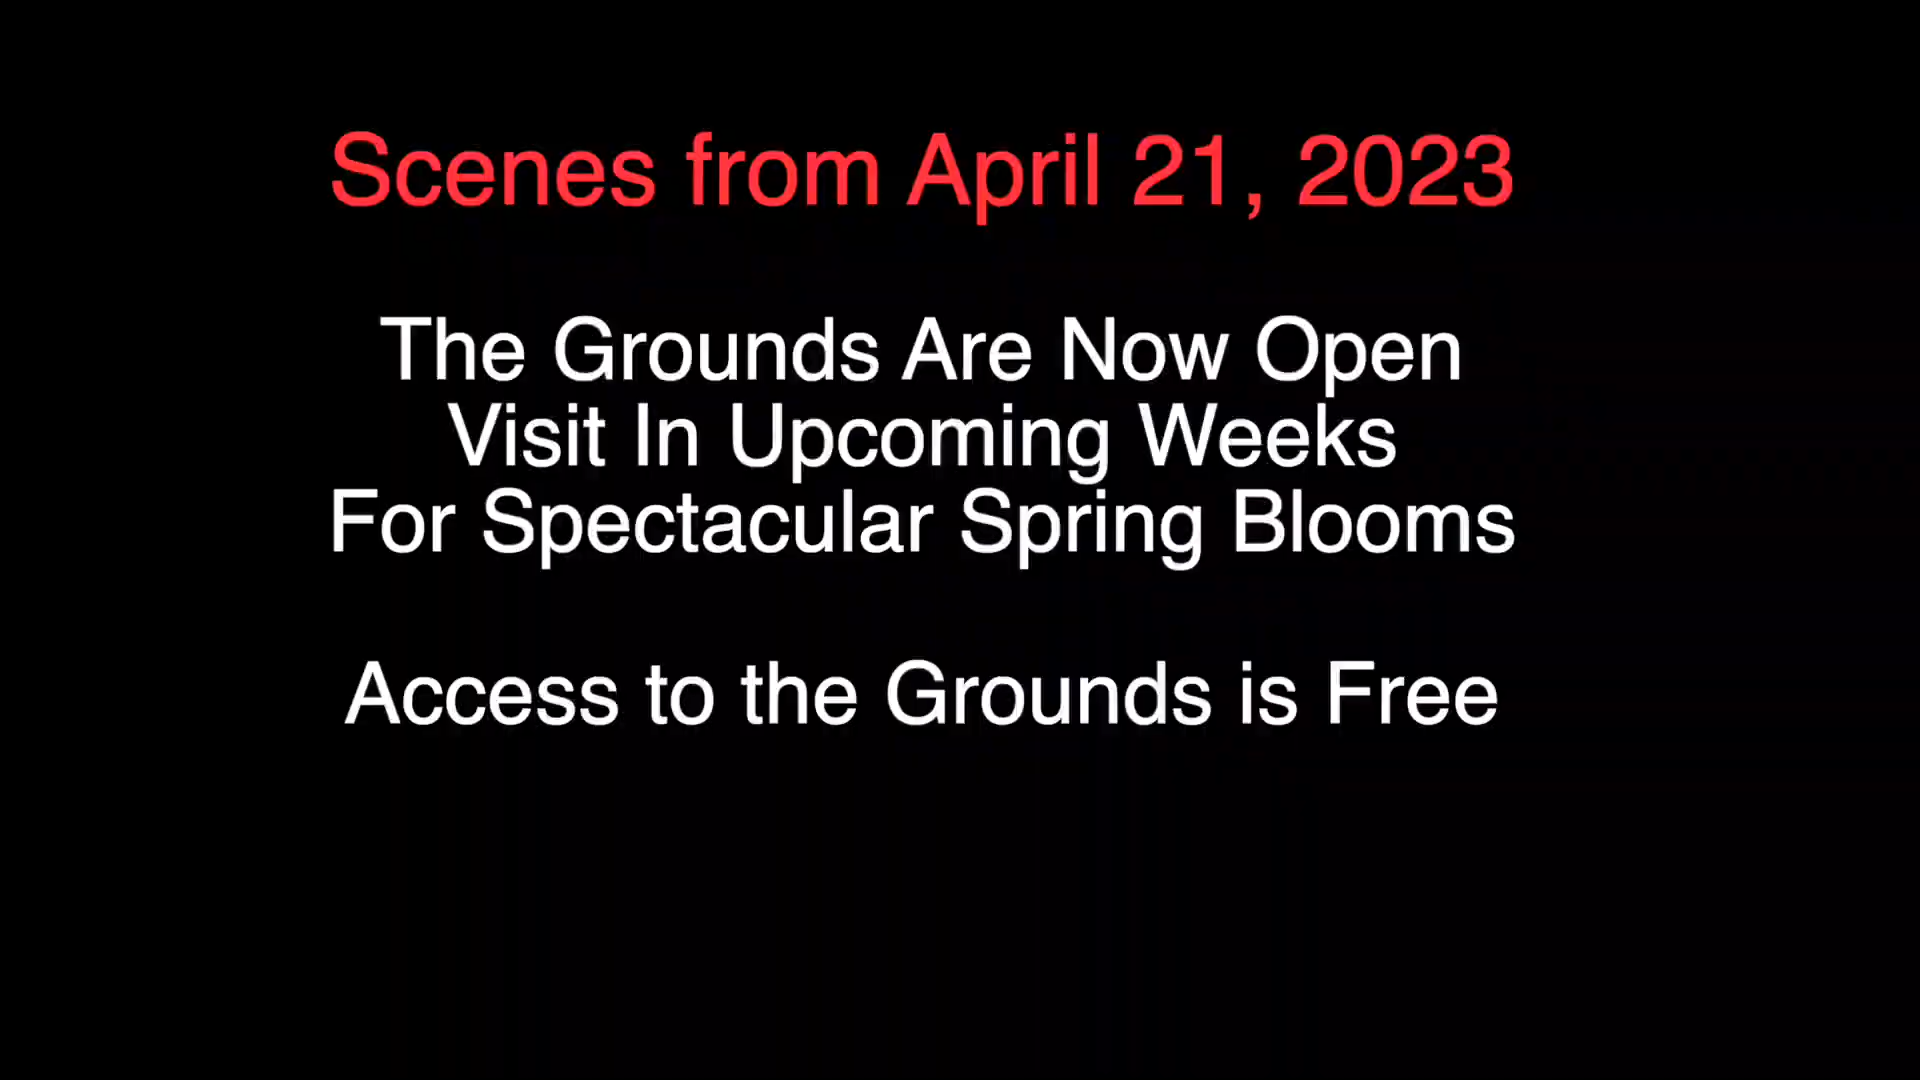 Scenes from April 21, 2023
The Grounds Are Now Open
Visit In Upcoming Weeks
For Spectacular Spring Blooms
Access to the Grounds is Free